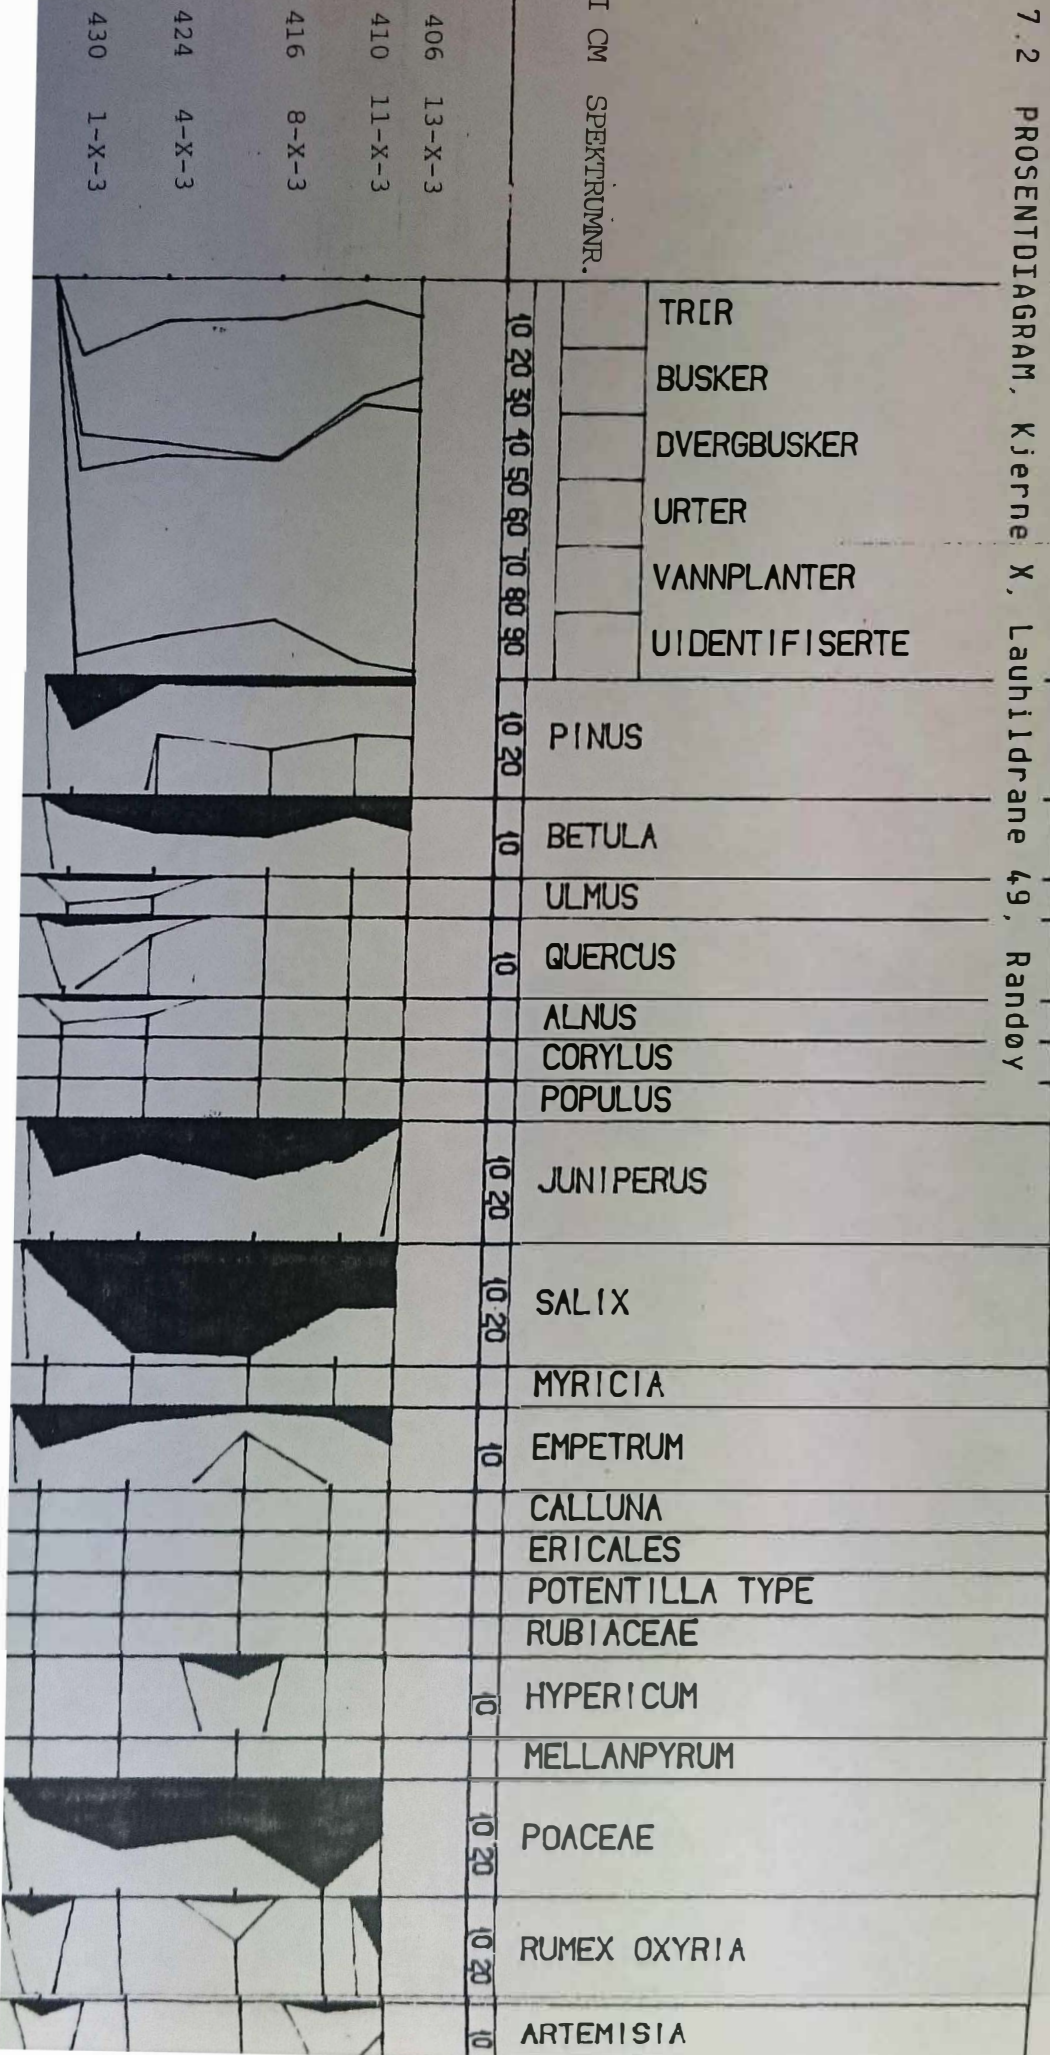 7.2 PROSENTDIAGRAM, Kjerne X, Lauhildrane 49, Randøy
I CM SPEKTRUMNR.
406 13-X-3
410 11-X-3
416 8-X-3
424 4-X-3
430 1-X-3
TRÆR
BUSKER
DVERGBUSKER
URTER
VANNPLANTER
UIDENTIFISERTE
10 20 30 40 50 60 70 80 90
PINUS
10 20
BETULA
10
ULMUS
QUERCUS
10
ALNUS
CORYLUS
POPULUS
JUNIPERUS
10 20
SALIX
10 20
MYRICIA
EMPETRUM
10
CALLUNA
ERICALES
POTENTILLA TYPE
RUBIACEAE
HYPERICUM
10
MELLANPYRUM
POACEAE
10 20
RUMEX OXYRIA
10 20
ARTEMISIA
10